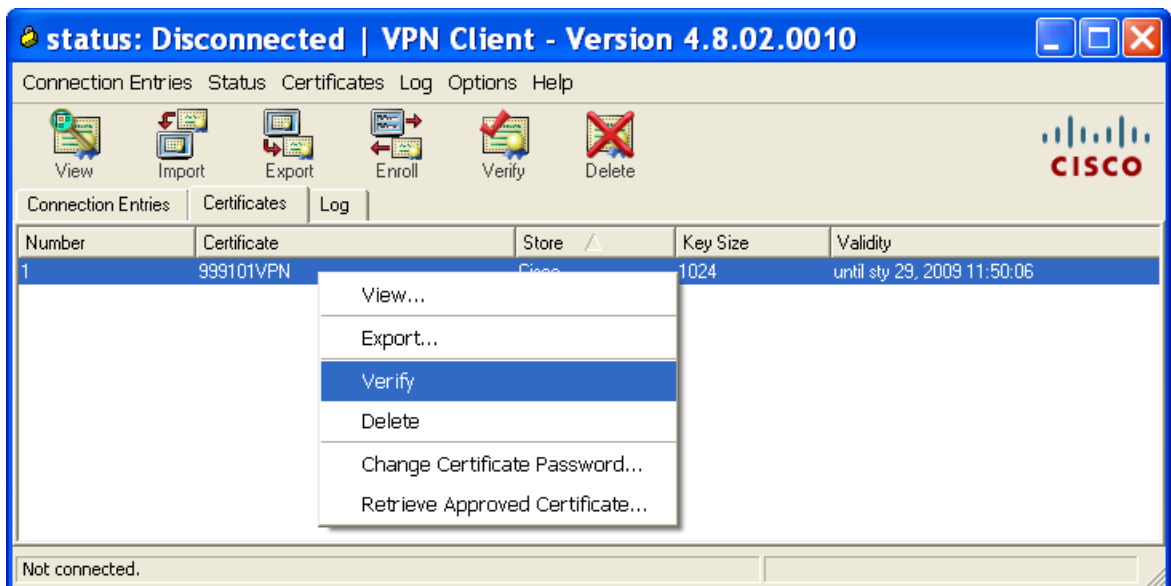 status: Disconnected | VPN Client - Version 4.8.02.0010
Connection Entries Status Certificates Log Options Help
View Import Export Enroll Verify Delete
CISCO
Connection Entries Certificates Log
Number Certificate Store Key Size Validity
1 999101VPN Cisco 1024 until sty 29, 2009 11:50:06
View...
Export...
Verify
Delete
Change Certificate Password...
Retrieve Approved Certificate...
Not connected.